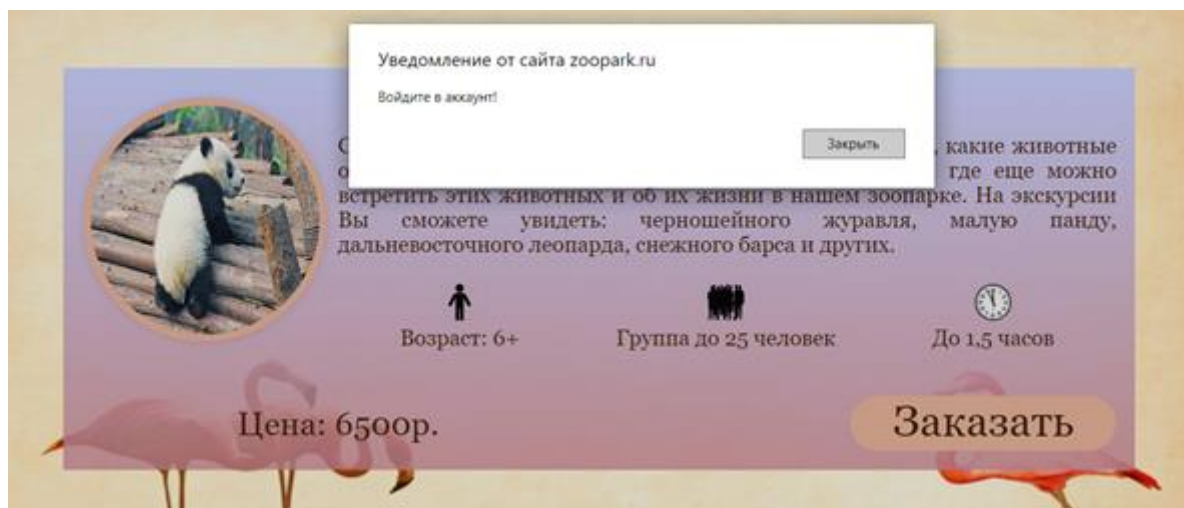 Уведомление от сайта zoopark.ru
Войдите в аккаунт!
Закрыть
, какие животные
где еще можно
встретить этих животных и об их жизни в нашем зоопарке. На экскурсии
Вы сможете увидеть: черношейного журавля, малую панду,
дальневосточного леопарда, снежного барса и других.
Возраст: 6+
Группа до 25 человек
До 1,5 часов
Цена: 6500р.
Заказать